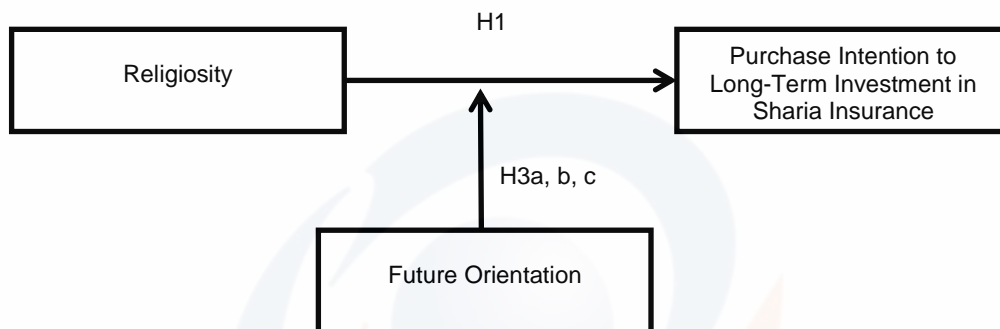 H1
Religiosity
Purchase Intention to
Long-Term Investment in
Sharia Insurance
H3a, b, c
Future Orientation